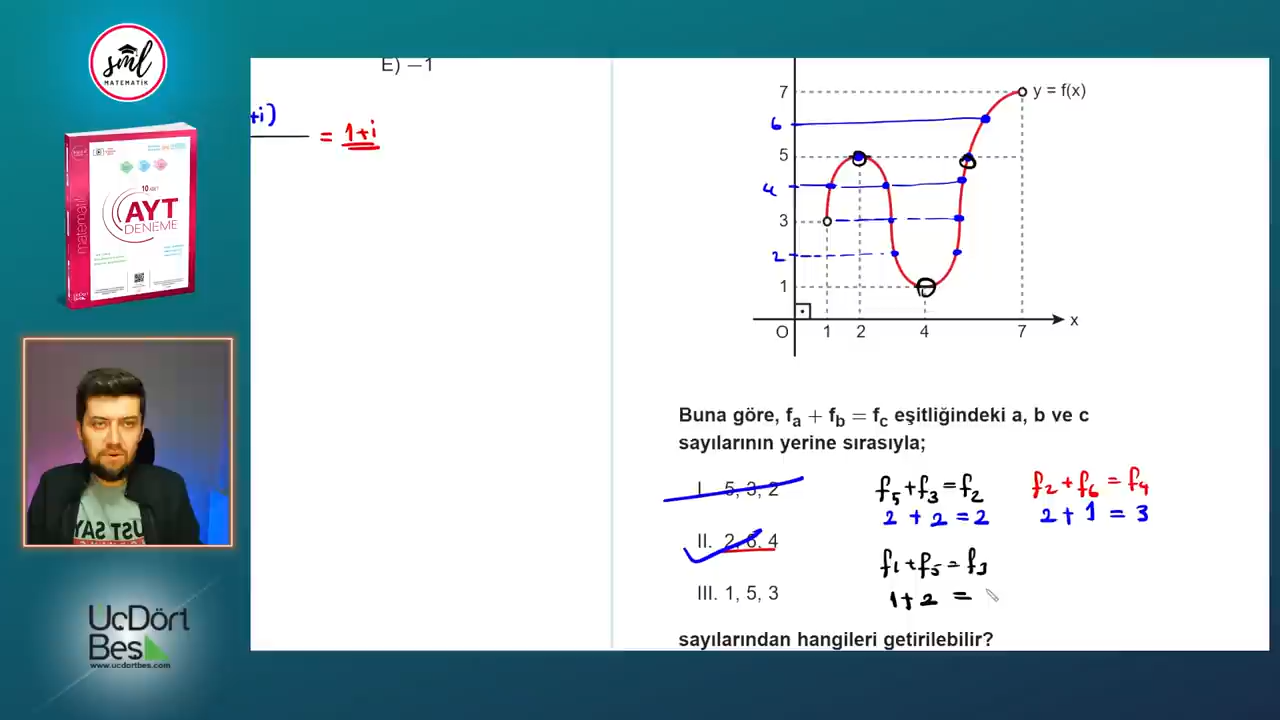 sml
MATEMATİK
10 ADET
AYT
DENEME
matematik
ÜçDört
Beş
www.ucdortbes.com
E) −1
+i)
= 1+i
7
6
5
4
3
2
1
O
1 2 4 7
x
y = f(x)
Buna göre, fa + fb = fc eşitliğindeki a, b ve c
sayılarının yerine sırasıyla;
I. 5, 3, 2
II. 2, 6, 4
III. 1, 5, 3
f5 + f3 = f2
2 + 2 = 2
f2 + f6 = f4
2 + 1 = 3
f1 + f5 = f3
1 + 2 =
sayılarından hangileri getirilebilir?